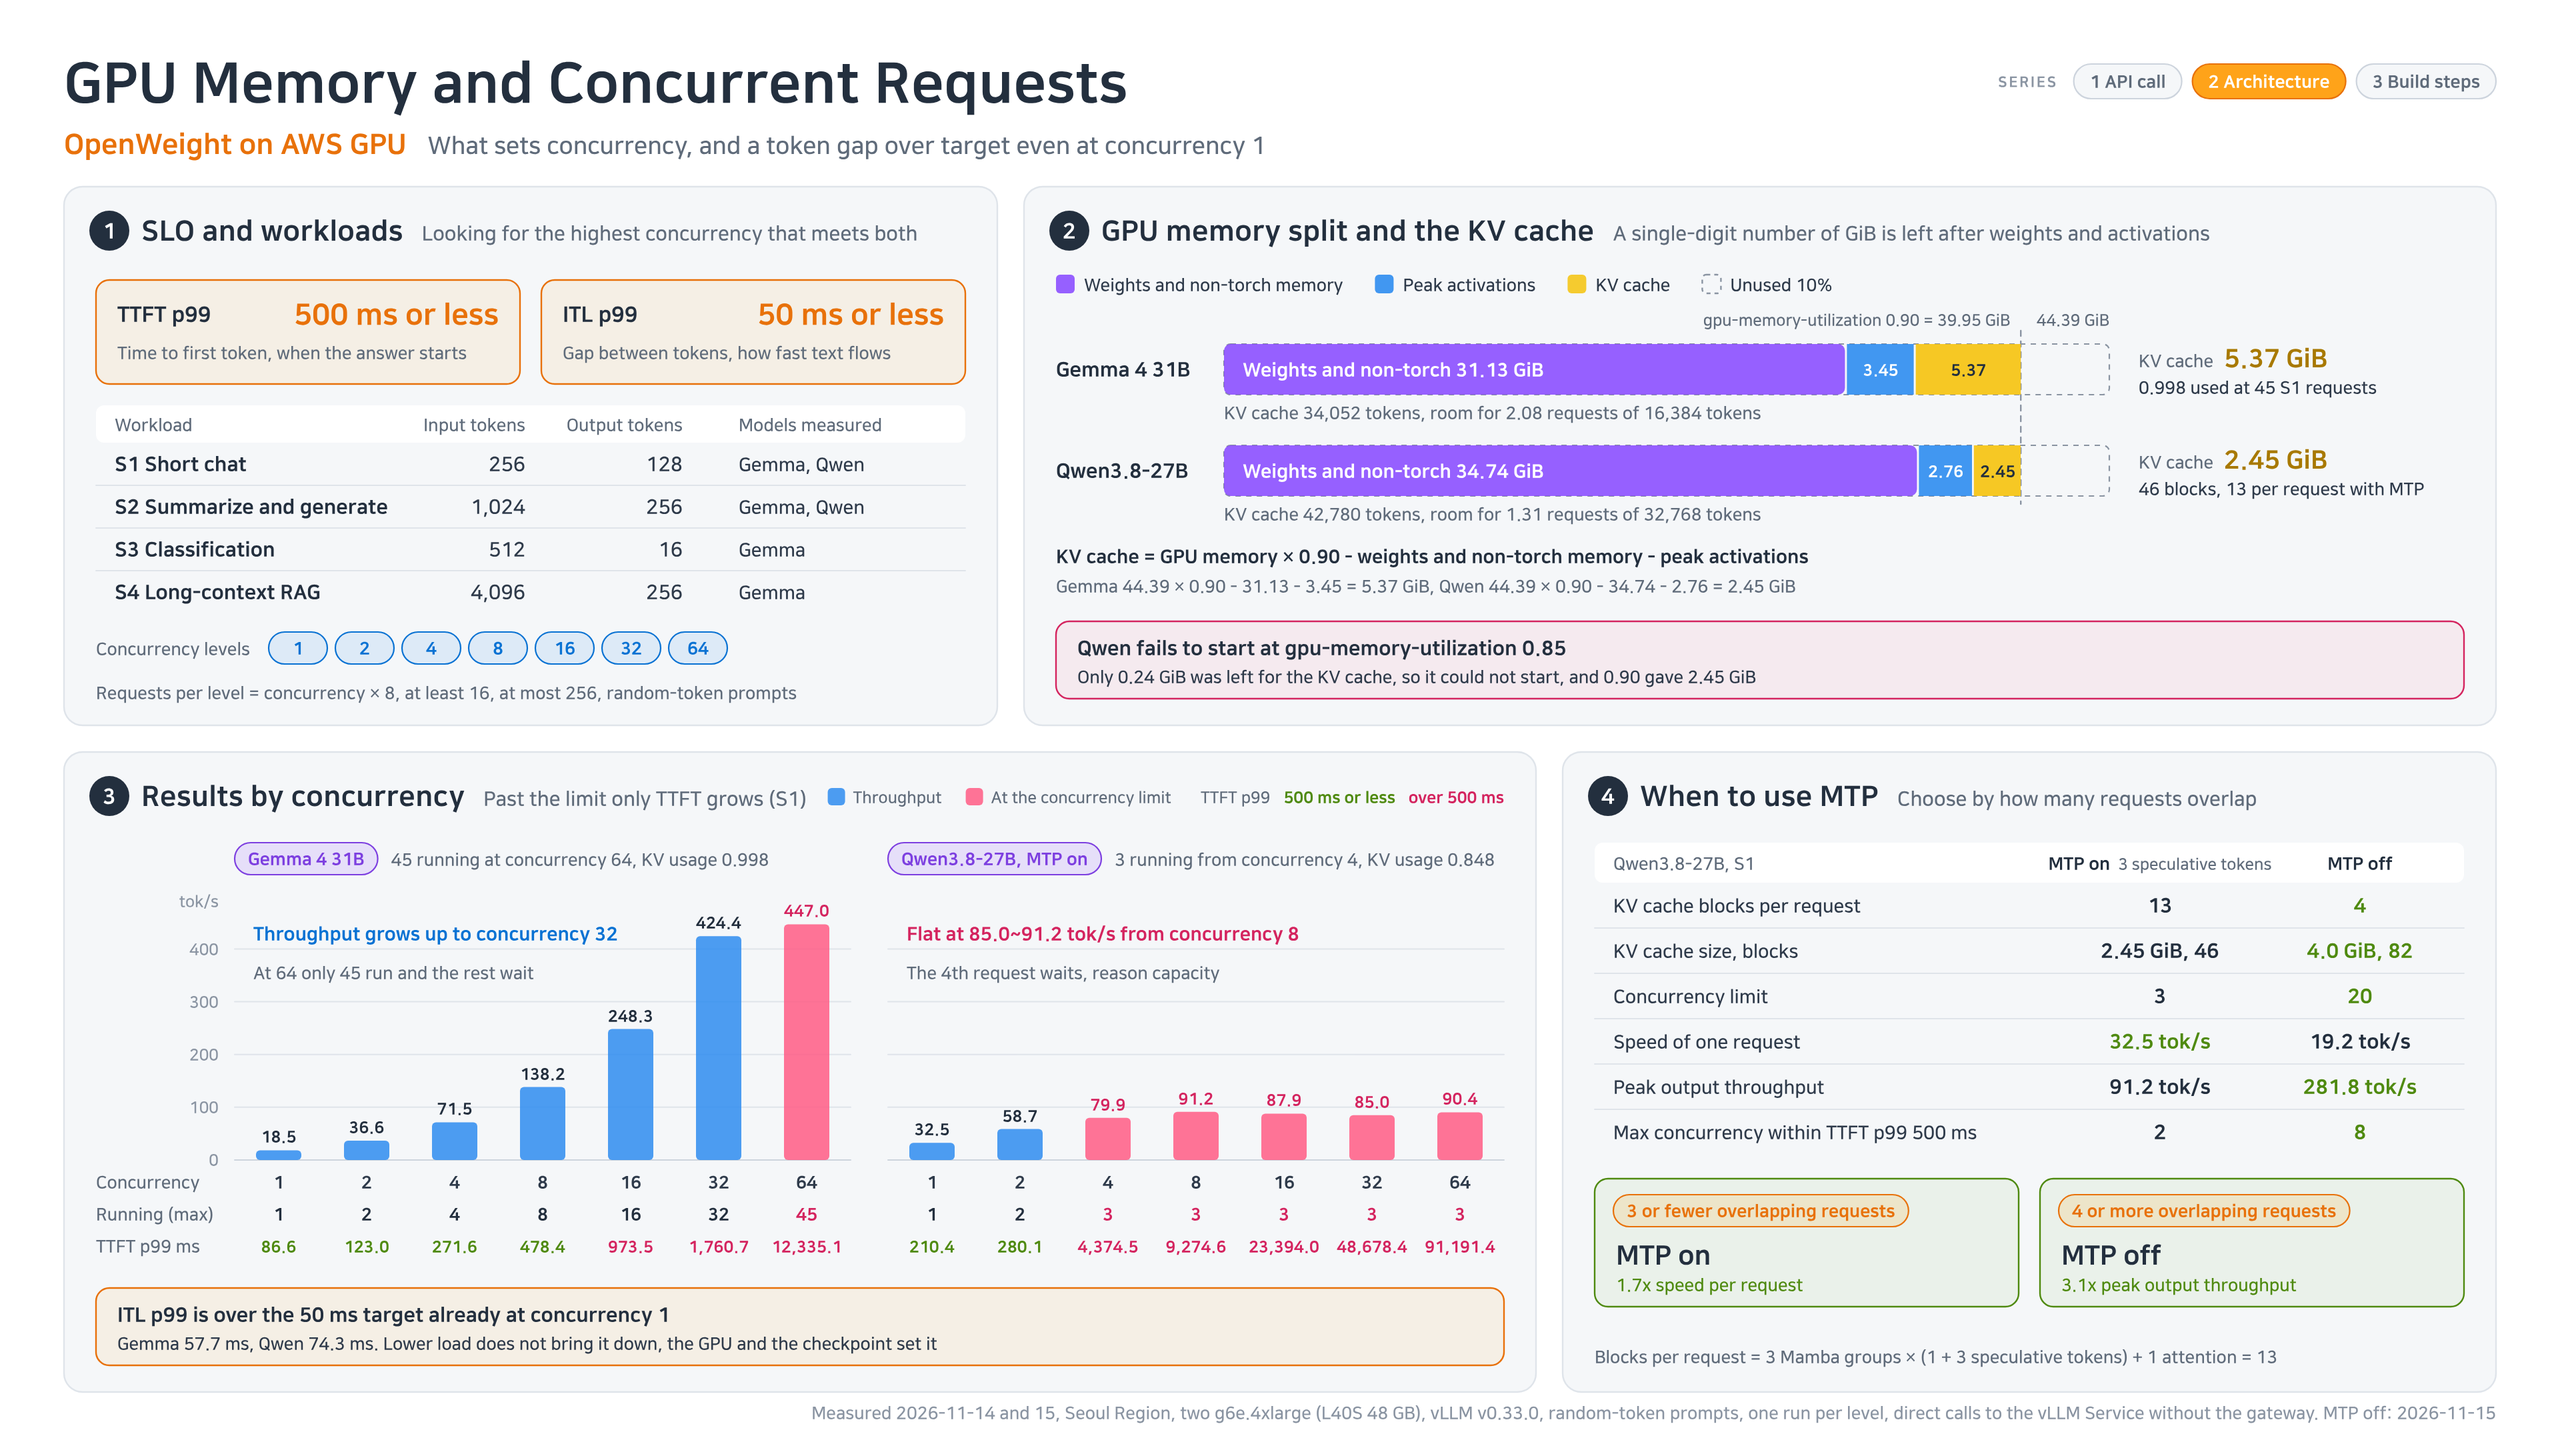 GPU Memory and Concurrent Requests
SERIES 1 API call 2 Architecture 3 Build steps
OpenWeight on AWS GPU What sets concurrency, and a token gap over target even at concurrency 1
1 SLO and workloads Looking for the highest concurrency that meets both
TTFT p99 500 ms or less
Time to first token, when the answer starts
ITL p99 50 ms or less
Gap between tokens, how fast text flows
Workload Input tokens Output tokens Models measured
S1 Short chat 256 128 Gemma, Qwen
S2 Summarize and generate 1,024 256 Gemma, Qwen
S3 Classification 512 16 Gemma
S4 Long-context RAG 4,096 256 Gemma
Concurrency levels 1 2 4 8 16 32 64
Requests per level = concurrency × 8, at least 16, at most 256, random-token prompts
2 GPU memory split and the KV cache A single-digit number of GiB is left after weights and activations
Weights and non-torch memory Peak activations KV cache Unused 10%
gpu-memory-utilization 0.90 = 39.95 GiB 44.39 GiB
Gemma 4 31B Weights and non-torch 31.13 GiB 3.45 5.37 KV cache 5.37 GiB
0.998 used at 45 S1 requests
KV cache 34,052 tokens, room for 2.08 requests of 16,384 tokens
Qwen3.8-27B Weights and non-torch 34.74 GiB 2.76 2.45 KV cache 2.45 GiB
46 blocks, 13 per request with MTP
KV cache 42,780 tokens, room for 1.31 requests of 32,768 tokens
KV cache = GPU memory × 0.90 - weights and non-torch memory - peak activations
Gemma 44.39 × 0.90 - 31.13 - 3.45 = 5.37 GiB, Qwen 44.39 × 0.90 - 34.74 - 2.76 = 2.45 GiB
Qwen fails to start at gpu-memory-utilization 0.85
Only 0.24 GiB was left for the KV cache, so it could not start, and 0.90 gave 2.45 GiB
3 Results by concurrency Past the limit only TTFT grows (S1) Throughput At the concurrency limit TTFT p99 500 ms or less over 500 ms
Gemma 4 31B 45 running at concurrency 64, KV usage 0.998
tok/s
Throughput grows up to concurrency 32
At 64 only 45 run and the rest wait
400
300
200
100
0
18.5 36.6 71.5 138.2 248.3 424.4 447.0
Qwen3.8-27B, MTP on 3 running from concurrency 4, KV usage 0.848
Flat at 85.0~91.2 tok/s from concurrency 8
The 4th request waits, reason capacity
32.5 58.7 79.9 91.2 87.9 85.0 90.4
Concurrency 1 2 4 8 16 32 64 1 2 4 8 16 32 64
Running (max) 1 2 4 8 16 32 45 1 2 3 3 3 3 3
TTFT p99 ms 86.6 123.0 271.6 478.4 973.5 1,760.7 12,335.1 210.4 280.1 4,374.5 9,274.6 23,394.0 48,678.4 91,191.4
ITL p99 is over the 50 ms target already at concurrency 1
Gemma 57.7 ms, Qwen 74.3 ms. Lower load does not bring it down, the GPU and the checkpoint set it
4 When to use MTP Choose by how many requests overlap
Qwen3.8-27B, S1 MTP on 3 speculative tokens MTP off
KV cache blocks per request 13 4
KV cache size, blocks 2.45 GiB, 46 4.0 GiB, 82
Concurrency limit 3 20
Speed of one request 32.5 tok/s 19.2 tok/s
Peak output throughput 91.2 tok/s 281.8 tok/s
Max concurrency within TTFT p99 500 ms 2 8
3 or fewer overlapping requests
MTP on
1.7x speed per request
4 or more overlapping requests
MTP off
3.1x peak output throughput
Blocks per request = 3 Mamba groups × (1 + 3 speculative tokens) + 1 attention = 13
Measured 2026-11-14 and 15, Seoul Region, two g6e.4xlarge (L40S 48 GB), vLLM v0.33.0, random-token prompts, one run per level, direct calls to the vLLM Service without the gateway. MTP off: 2026-11-15